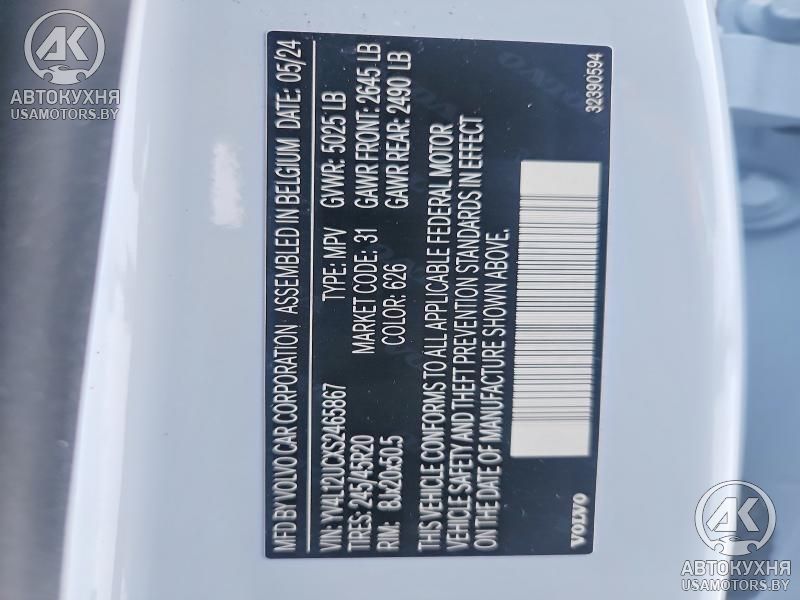 MFD BY VOLVO CAR CORPORATION ASSEMBLED IN BELGIUM DATE: 05/24
VIN: YV4L12UCXS2465867 TYPE: MPV GVWR: 5025 LB
TIRES: 245/45R20 MARKET CODE: 31 GAWR FRONT: 2645 LB
RIM: 8Jx20x50.5 COLOR: 626 GAWR REAR: 2490 LB
THIS VEHICLE CONFORMS TO ALL APPLICABLE FEDERAL MOTOR
VEHICLE SAFETY AND THEFT PREVENTION STANDARDS IN EFFECT
ON THE DATE OF MANUFACTURE SHOWN ABOVE.
VOLVO 32390594
АК
АВТОКУХНЯ
USAMOTORS.BY
АК
АВТОКУХНЯ
USAMOTORS.BY